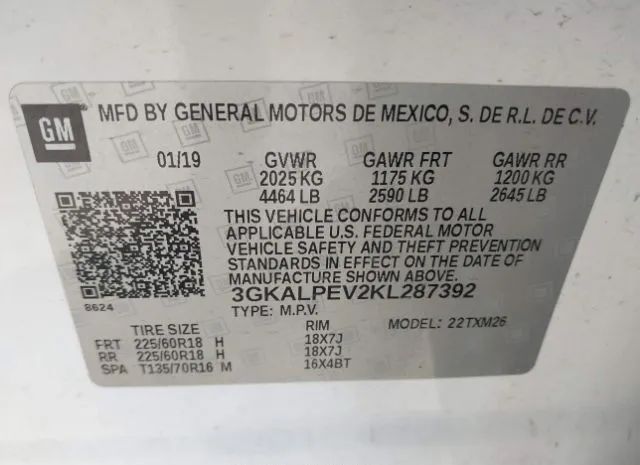 GM MFD BY GENERAL MOTORS DE MEXICO, S. DE R.L. DE C.V.
01/19 GVWR GAWR FRT GAWR RR
2025 KG 1175 KG 1200 KG
4464 LB 2590 LB 2645 LB
THIS VEHICLE CONFORMS TO ALL
APPLICABLE U.S. FEDERAL MOTOR
VEHICLE SAFETY AND THEFT PREVENTION
STANDARDS IN EFFECT ON THE DATE OF
MANUFACTURE SHOWN ABOVE.
8624 3GKALPEV2KL287392
TYPE: M.P.V. MODEL: 22TXM26
TIRE SIZE RIM
FRT 225/60R18 H 18X7J
RR 225/60R18 H 18X7J
SPA T135/70R16 M 16X4BT